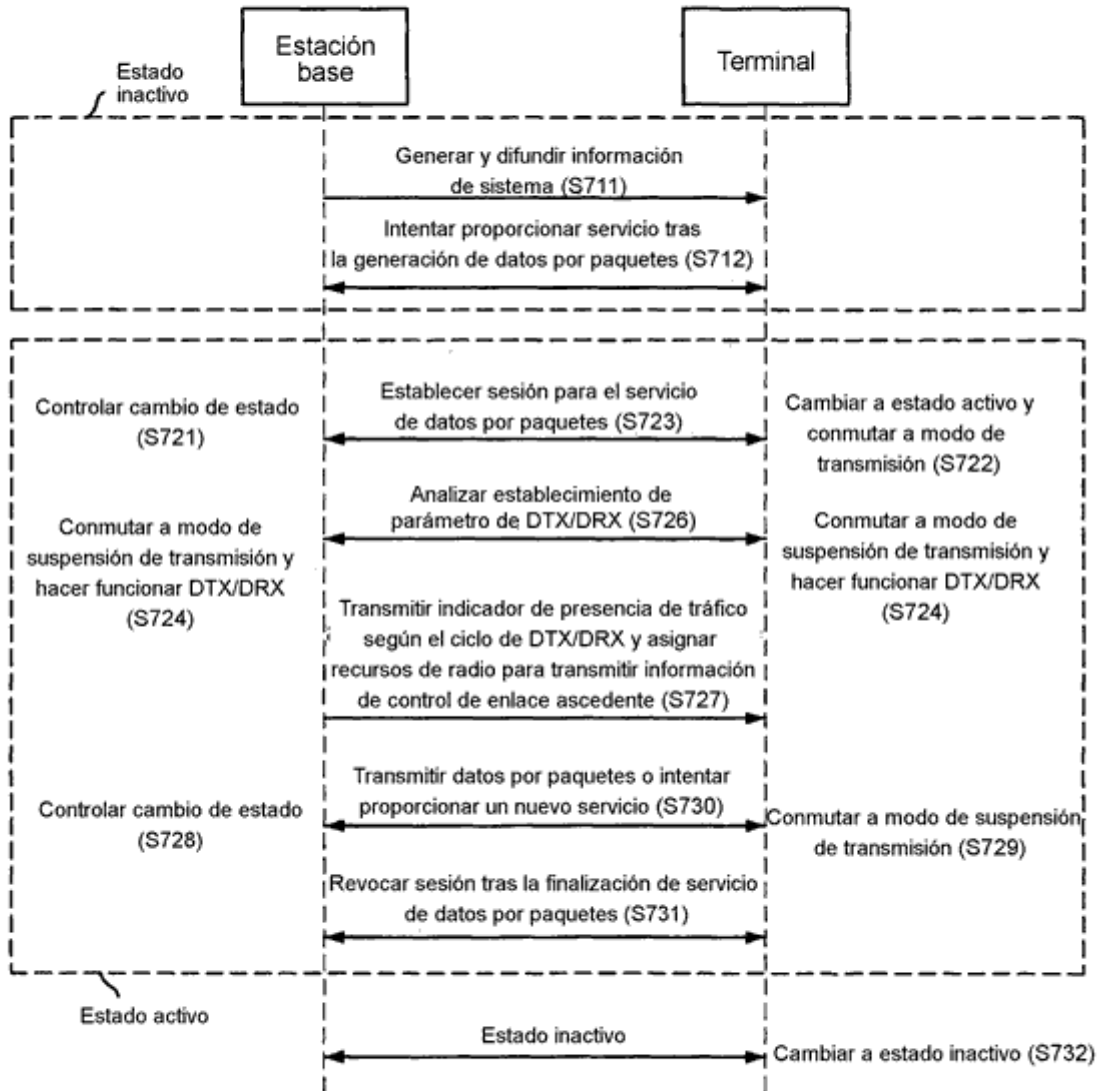 Estación
base
Terminal
Estado
inactivo
Generar y difundir información
de sistema (S711)
Intentar proporcionar servicio tras
la generación de datos por paquetes (S712)
Controlar cambio de estado
(S721)
Establecer sesión para el servicio
de datos por paquetes (S723)
Cambiar a estado activo y
conmutar a modo de
transmisión (S722)
Analizar establecimiento de
parámetro de DTX/DRX (S726)
Conmutar a modo de
suspensión de transmisión y
hacer funcionar DTX/DRX
(S724)
Conmutar a modo de
suspensión de transmisión y
hacer funcionar DTX/DRX
(S724)
Transmitir indicador de presencia de tráfico
según el ciclo de DTX/DRX y asignar
recursos de radio para transmitir información
de control de enlace ascedente (S727)
Controlar cambio de estado
(S728)
Transmitir datos por paquetes o intentar
proporcionar un nuevo servicio (S730)
Conmutar a modo de suspensión
de transmisión (S729)
Revocar sesión tras la finalización de servicio
de datos por paquetes (S731)
Estado activo
Estado inactivo
Cambiar a estado inactivo (S732)